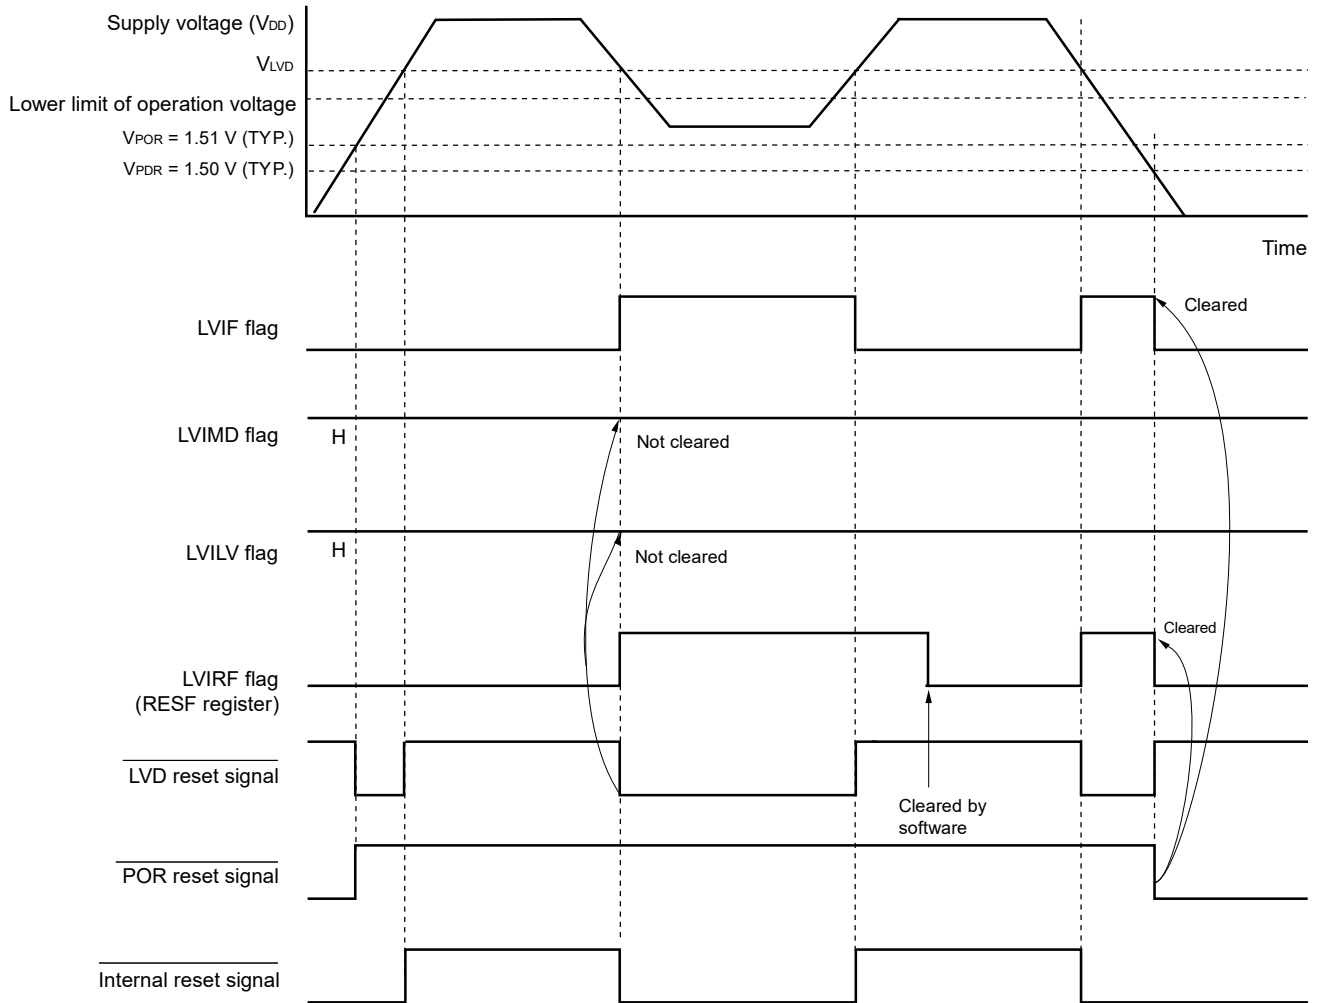 Supply voltage (VDD)
VLVD
Lower limit of operation voltage
VPOR = 1.51 V (TYP.)
VPDR = 1.50 V (TYP.)
Time
LVIF flag
Cleared
LVIMD flag
H
Not cleared
LVILV flag
H
Not cleared
LVIRF flag
(RESF register)
Cleared
LVD reset signal
Cleared by
software
POR reset signal
Internal reset signal